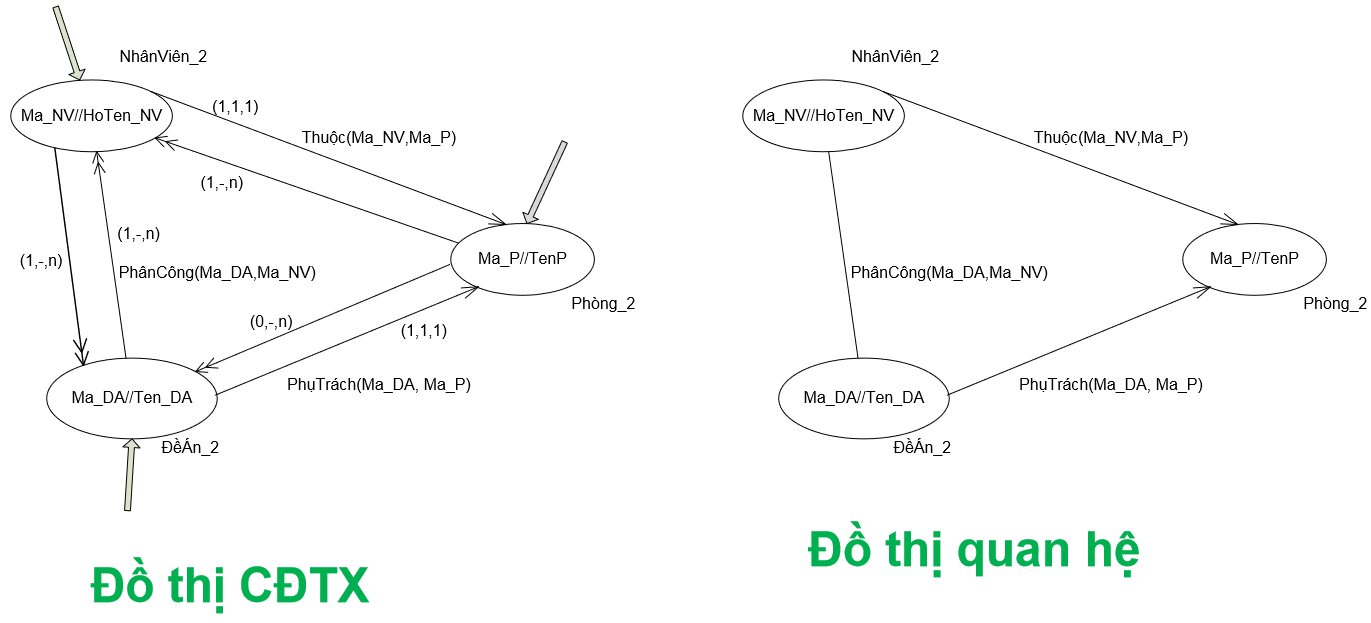 NhânViên_2
Ma_NV//HoTen_NV
(1,1,1)
Thuộc(Ma_NV,Ma_P)
(1,-,n)
(1,-,n)
(1,-,n)
PhânCông(Ma_DA,Ma_NV)
Ma_P//TenP
Phòng_2
(0,-,n)
(1,1,1)
PhụTrách(Ma_DA, Ma_P)
Ma_DA//Ten_DA
ĐềÁn_2
Đồ thị CĐTX
NhânViên_2
Ma_NV//HoTen_NV
Thuộc(Ma_NV,Ma_P)
PhânCông(Ma_DA,Ma_NV)
Ma_P//TenP
Phòng_2
PhụTrách(Ma_DA, Ma_P)
Ma_DA//Ten_DA
ĐềÁn_2
Đồ thị quan hệ